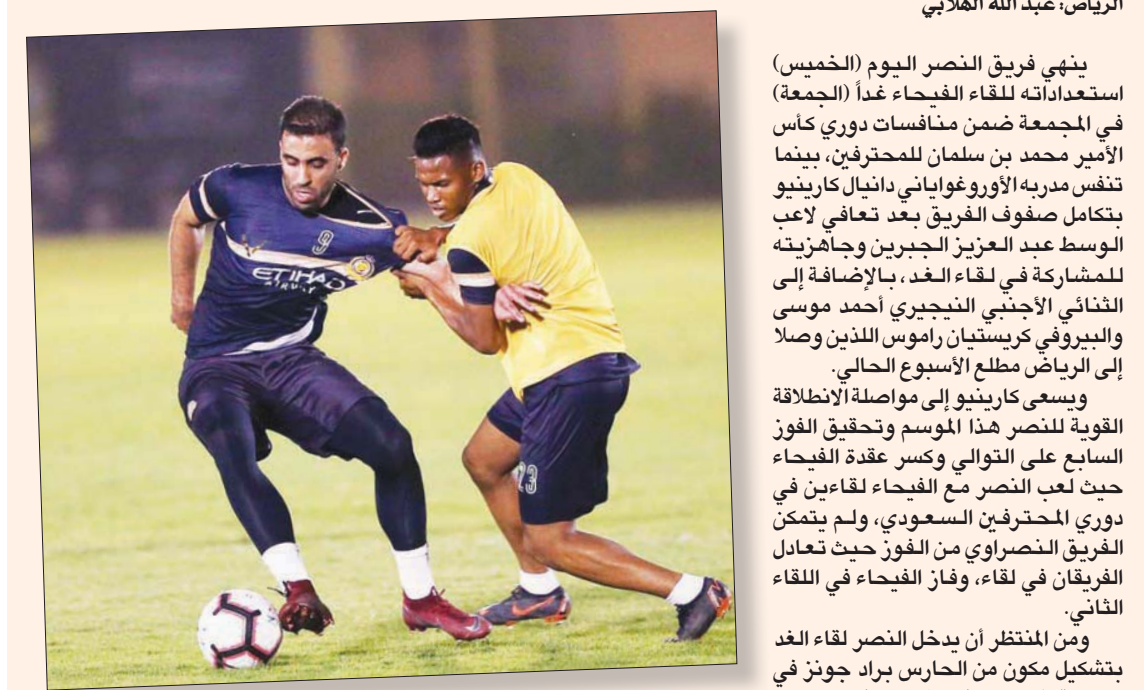 الرياض: عبد الله الهلابي
ينهي فريق النصر اليوم (الخميس)
استعداداته للقاء الفيحاء غداً (الجمعة)
في المجمعة ضمن منافسات دوري كأس
الأمير محمد بن سلمان للمحترفين، بينما
تنفس مدربه الأوروغواياني دانيال كارينيو
بتكامل صفوف الفريق بعد تعافي لاعب
الوسط عبد العزيز الجبرين وجاهزيته
للمشاركة في لقاء الغد، بالإضافة إلى
الثنائي الأجنبي النيجيري أحمد موسى
والبيروفي كريستيان راموس اللذين وصلا
إلى الرياض مطلع الأسبوع الحالي.
ويسعى كارينيو إلى مواصلة الانطلاقة
القوية للنصر هذا الموسم وتحقيق الفوز
السابع على التوالي وكسر عقدة الفيحاء
حيث لعب النصر مع الفيحاء لقاءين في
دوري المحترفين السعودي، ولم يتمكن
الفريق النصراوي من الفوز حيث تعادل
الفريقان في لقاء، وفاز الفيحاء في اللقاء
الثاني.
ومن المنتظر أن يدخل النصر لقاء الغد
بتشكيل مكون من الحارس براد جونز في
9
ETIHAD
AIRWAYS
23